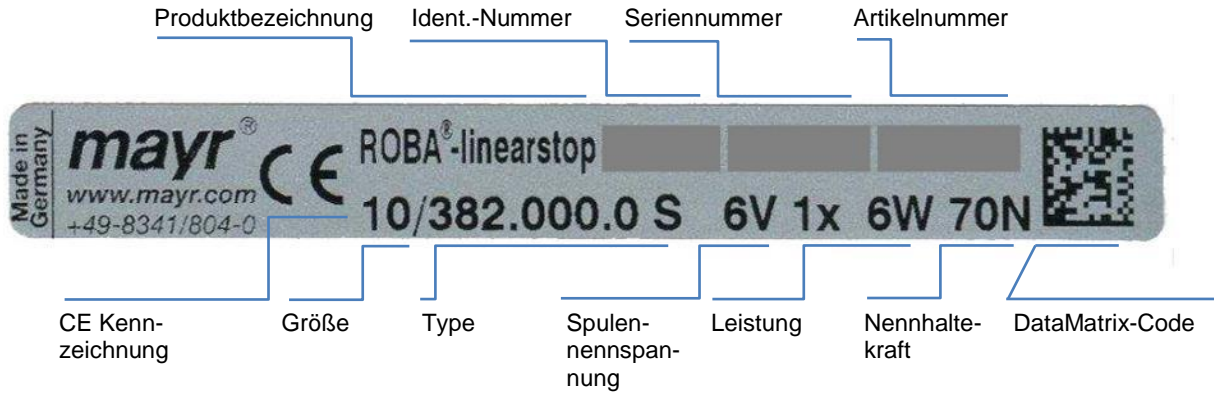 Produktbezeichnung Ident.-Nummer Seriennummer Artikelnummer
Made in
Germany
mayr®
www.mayr.com
+49-8341/804-0
CE
ROBA®-linearstop
10/382.000.0 S 6V 1x 6W 70N
CE Kenn-
zeichnung
Größe
Type
Spulen-
nennspan-
nung
Leistung
Nennhalte-
kraft
DataMatrix-Code